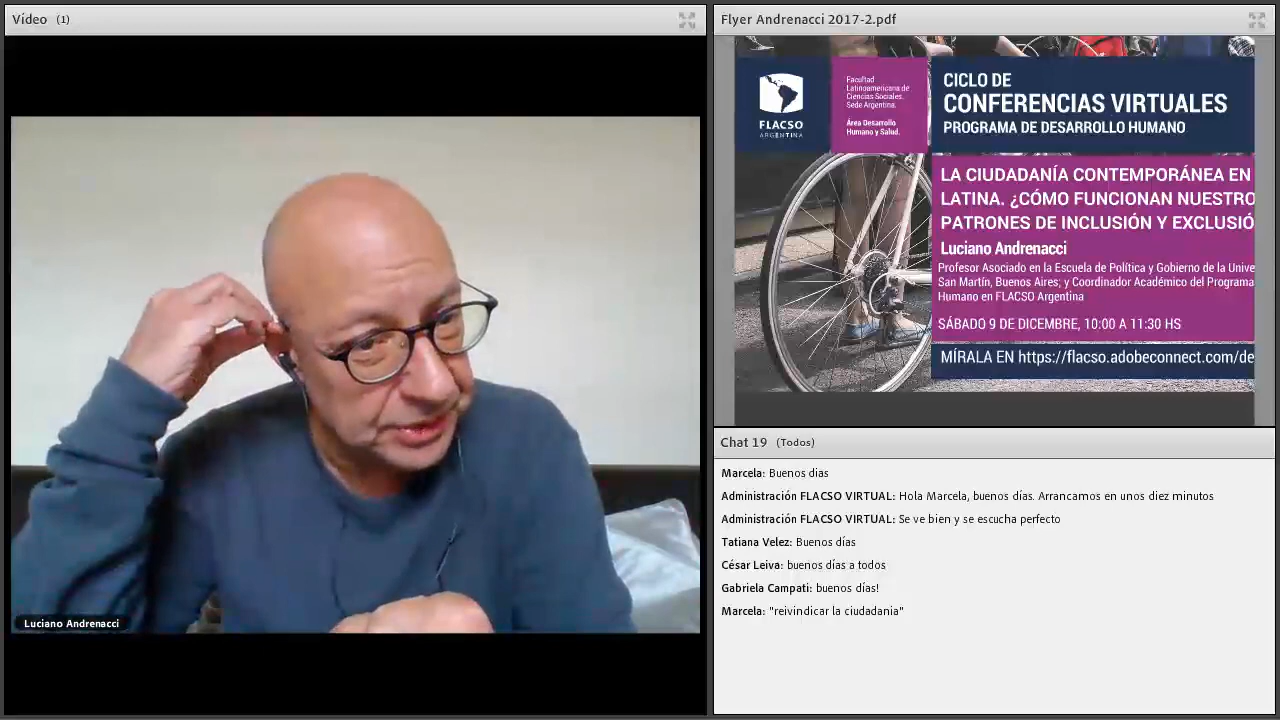 Vídeo (1)
Luciano Andrenacci
Flyer Andrenacci 2017-2.pdf
FLACSO
ARGENTINA
Facultad
Latinoamericana de
Ciencias Sociales.
Sede Argentina.
Área Desarrollo
Humano y Salud.
CICLO DE
CONFERENCIAS VIRTUALES
PROGRAMA DE DESARROLLO HUMANO
LA CIUDADANÍA CONTEMPORÁNEA EN
LATINA. ¿CÓMO FUNCIONAN NUESTRO
PATRONES DE INCLUSIÓN Y EXCLUSIÓ
Luciano Andrenacci
Profesor Asociado en la Escuela de Política y Gobierno de la Unive
San Martín, Buenos Aires; y Coordinador Académico del Programa
Humano en FLACSO Argentina
SÁBADO 9 DE DICIEMBRE, 10:00 A 11:30 HS
MÍRALA EN https://flacso.adobeconnect.com/de
Chat 19 (Todos)
Marcela: Buenos dias
Administración FLACSO VIRTUAL: Hola Marcela, buenos días. Arrancamos en unos diez minutos
Administración FLACSO VIRTUAL: Se ve bien y se escucha perfecto
Tatiana Velez: Buenos días
César Leiva: buenos días a todos
Gabriela Campati: buenos días!
Marcela: "reivindicar la ciudadania"